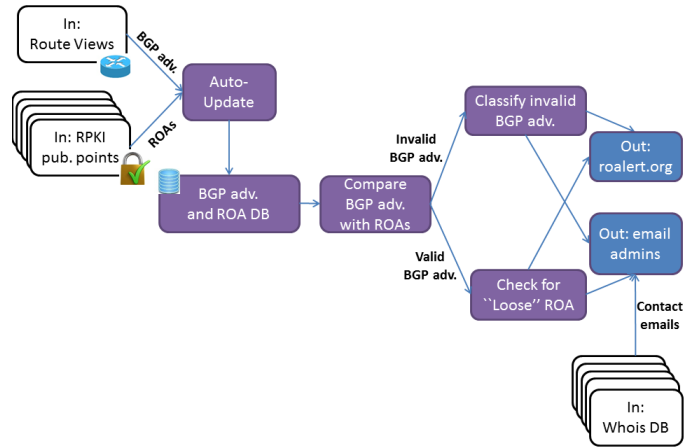 In:
Route Views
BGP adv.
Auto-
Update
In: RPKI
pub. points
ROAs
BGP adv.
and ROA DB
Compare
BGP adv.
with ROAs
Invalid
BGP adv.
Valid
BGP adv.
Classify invalid
BGP adv.
Check for
``Loose’’ ROA
Out:
roalert.org
Out: email
admins
Contact
emails
In:
Whois DB